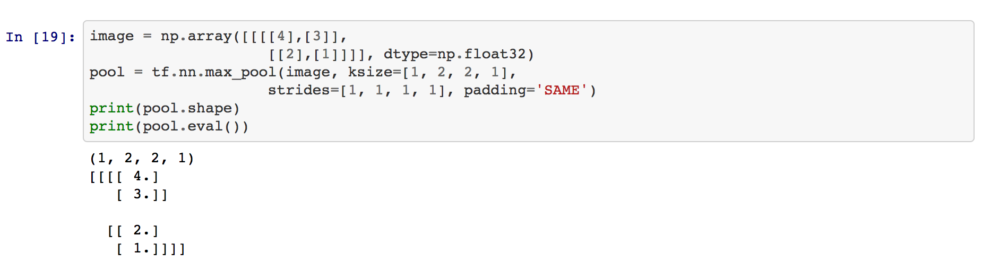 In [19]: image = np.array([[[[4],[3]],
[[2],[1]]]], dtype=np.float32)
pool = tf.nn.max_pool(image, ksize=[1, 2, 2, 1],
strides=[1, 1, 1, 1], padding='SAME')
print(pool.shape)
print(pool.eval())
(1, 2, 2, 1)
[[[[ 4.]
[ 3.]]
[[ 2.]
[ 1.]]]]